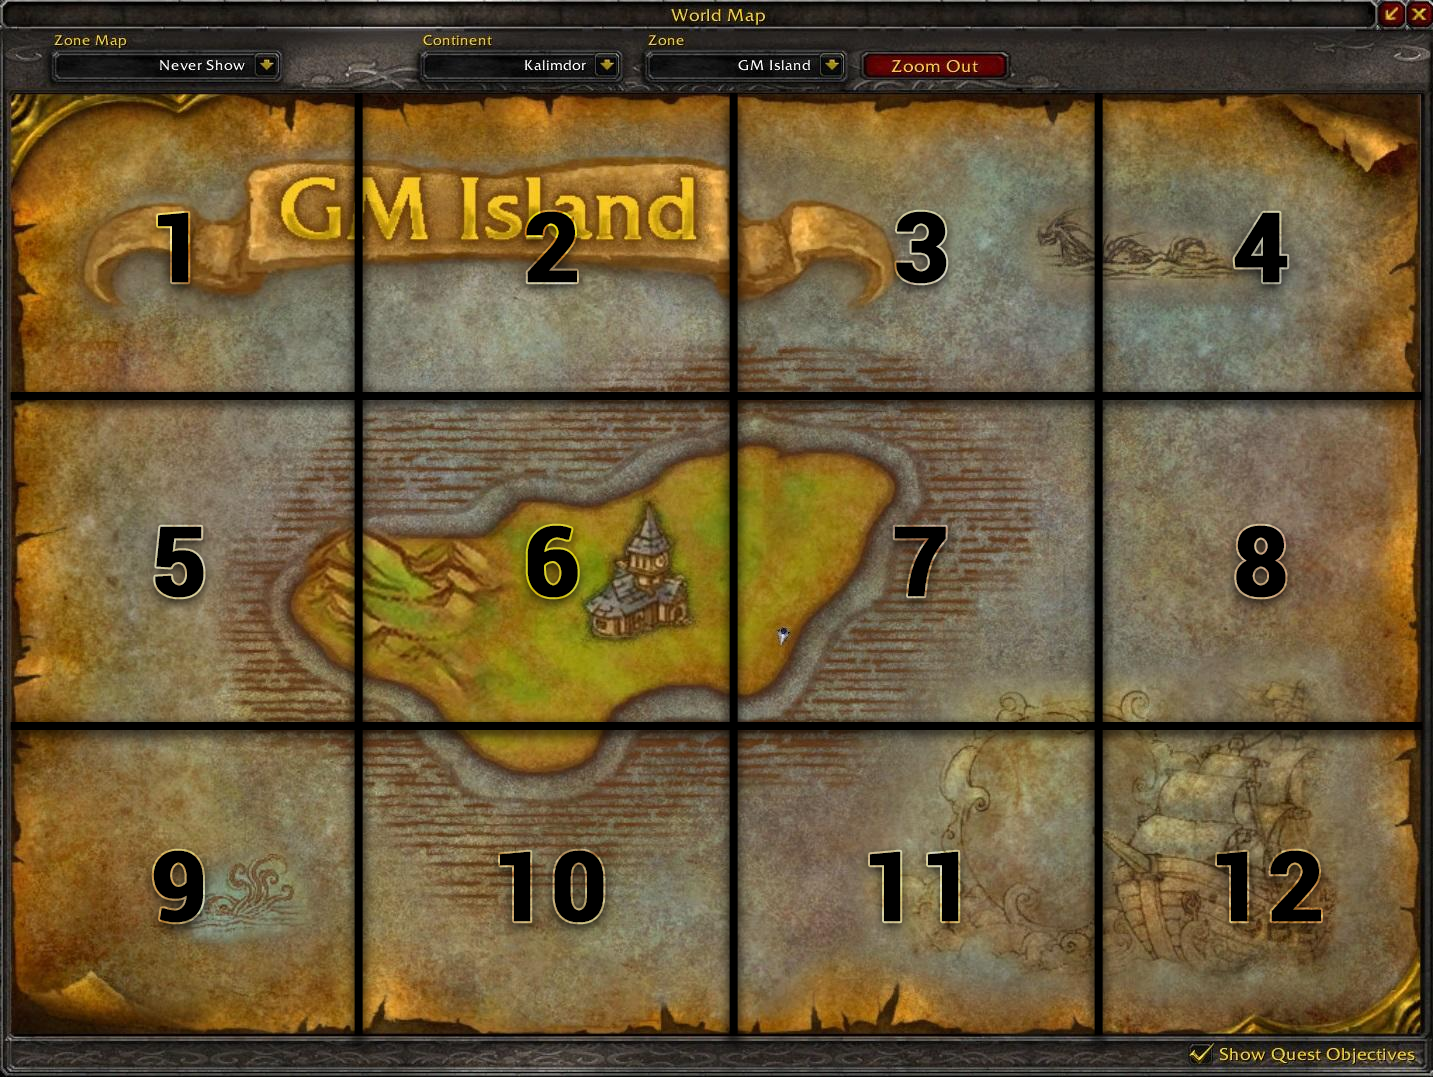 World Map
Zone Map
Continent
Zone
Never Show
Kalimdor
GM Island
Zoom Out
GM Island
1
2
3
4
5
6
7
8
9
10
11
12
Show Quest Objectives